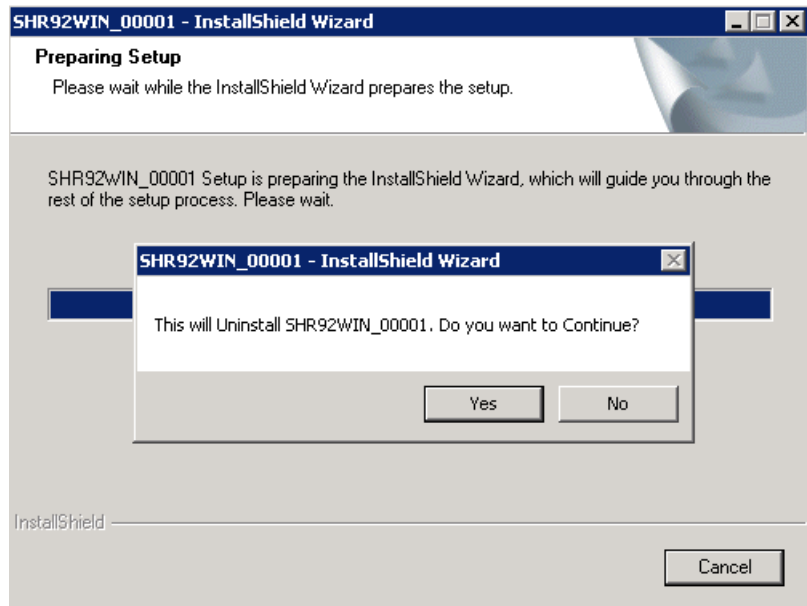 SHR92WIN_00001 - InstallShield Wizard
Preparing Setup
Please wait while the InstallShield Wizard prepares the setup.
SHR92WIN_00001 Setup is preparing the InstallShield Wizard, which will guide you through the
rest of the setup process. Please wait.
SHR92WIN_00001 - InstallShield Wizard
This will Uninstall SHR92WIN_00001. Do you want to Continue?
Yes
No
InstallShield
Cancel